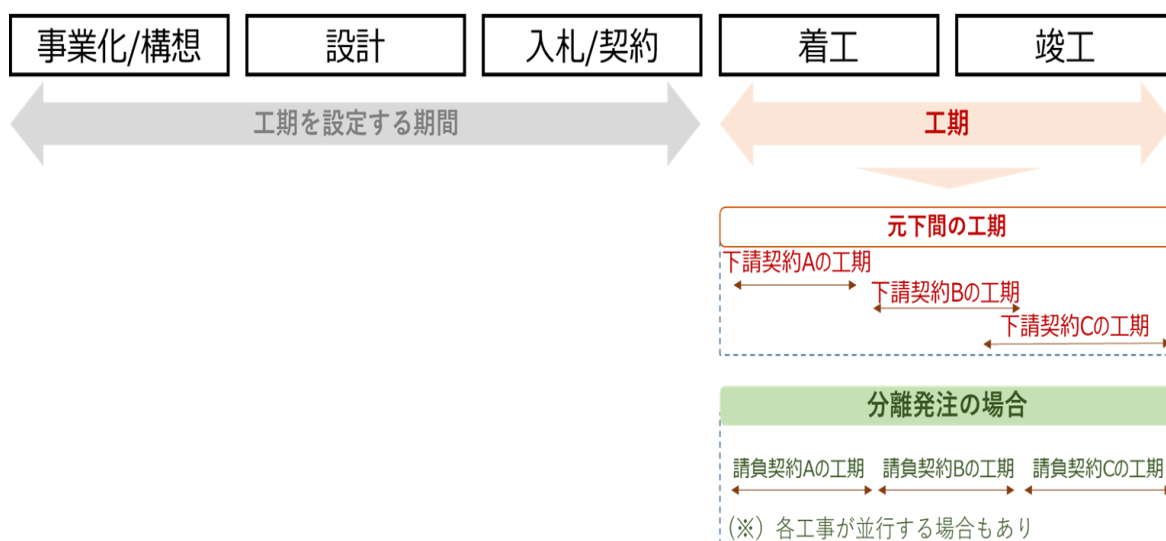 事業化/構想
設計
入札/契約
着工
竣工
工期を設定する期間
工期
元下間の工期
下請契約Aの工期
下請契約Bの工期
下請契約Cの工期
分離発注の場合
請負契約Aの工期
請負契約Bの工期
請負契約Cの工期
(※) 各工事が並行する場合もあり